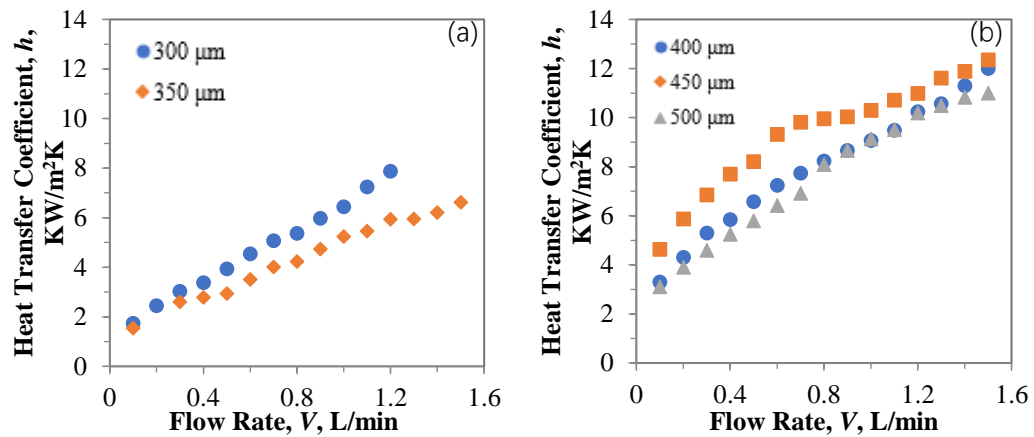 (a)
Heat Transfer Coefficient, h,
KW/m²K
14
12
10
8
6
4
2
0
300 μm
350 μm
0 0.4 0.8 1.2 1.6
Flow Rate, V, L/min
(b)
Heat Transfer Coefficient, h,
KW/m²K
14
12
10
8
6
4
2
0
400 μm
450 μm
500 μm
0 0.4 0.8 1.2 1.6
Flow Rate, V, L/min